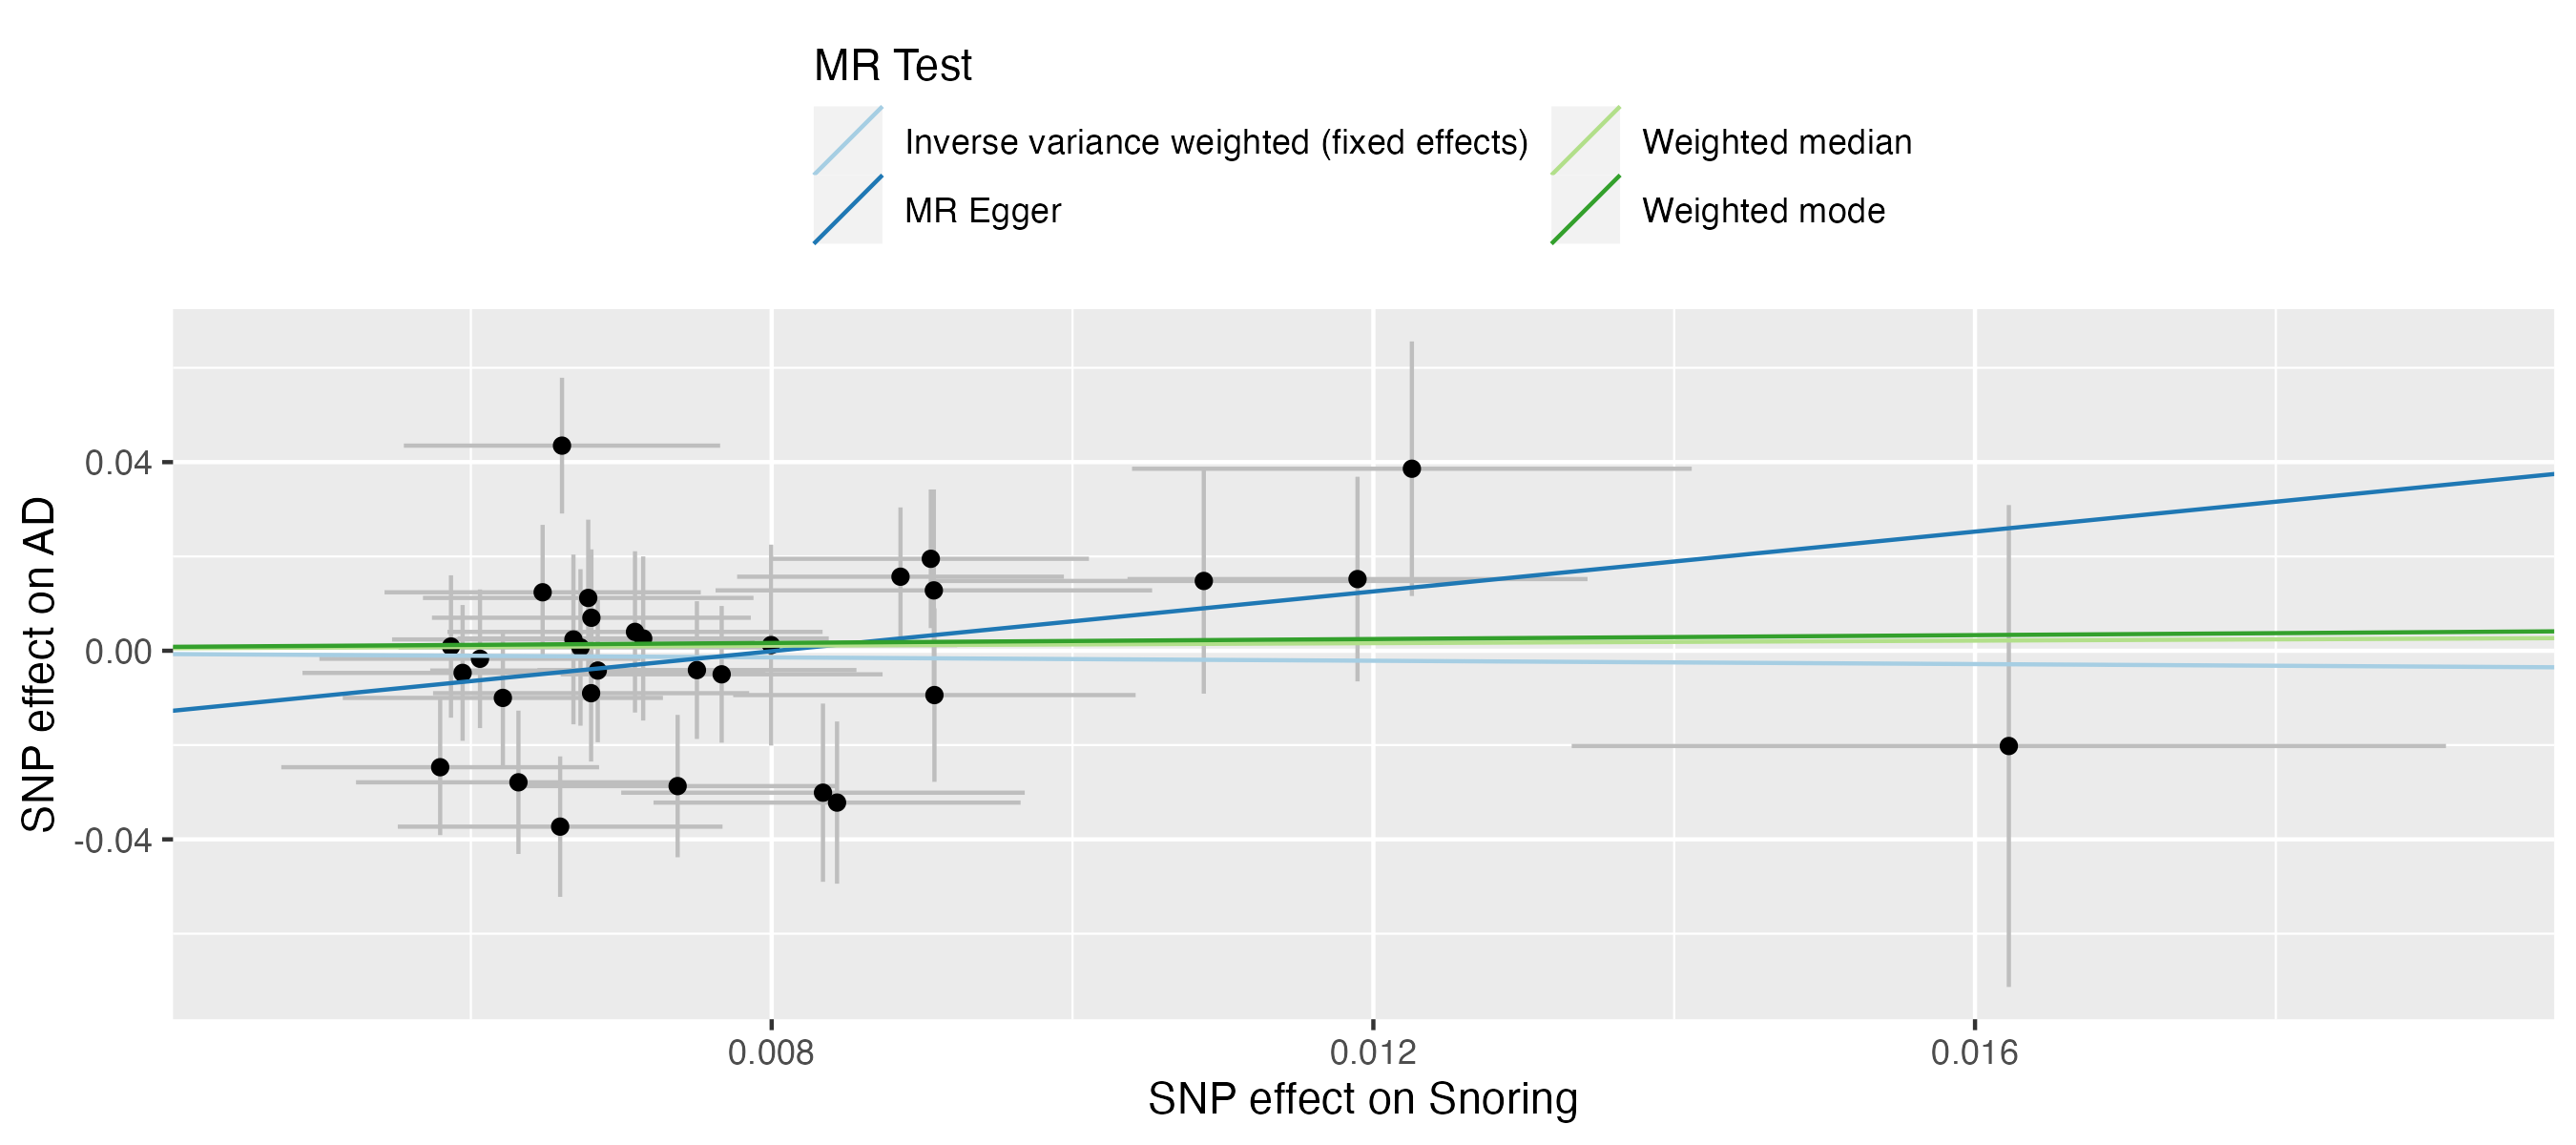 MR Test
Inverse variance weighted (fixed effects)
Weighted median
MR Egger
Weighted mode
SNP effect on AD
0.04
0.00
-0.04
0.008
0.012
0.016
SNP effect on Snoring